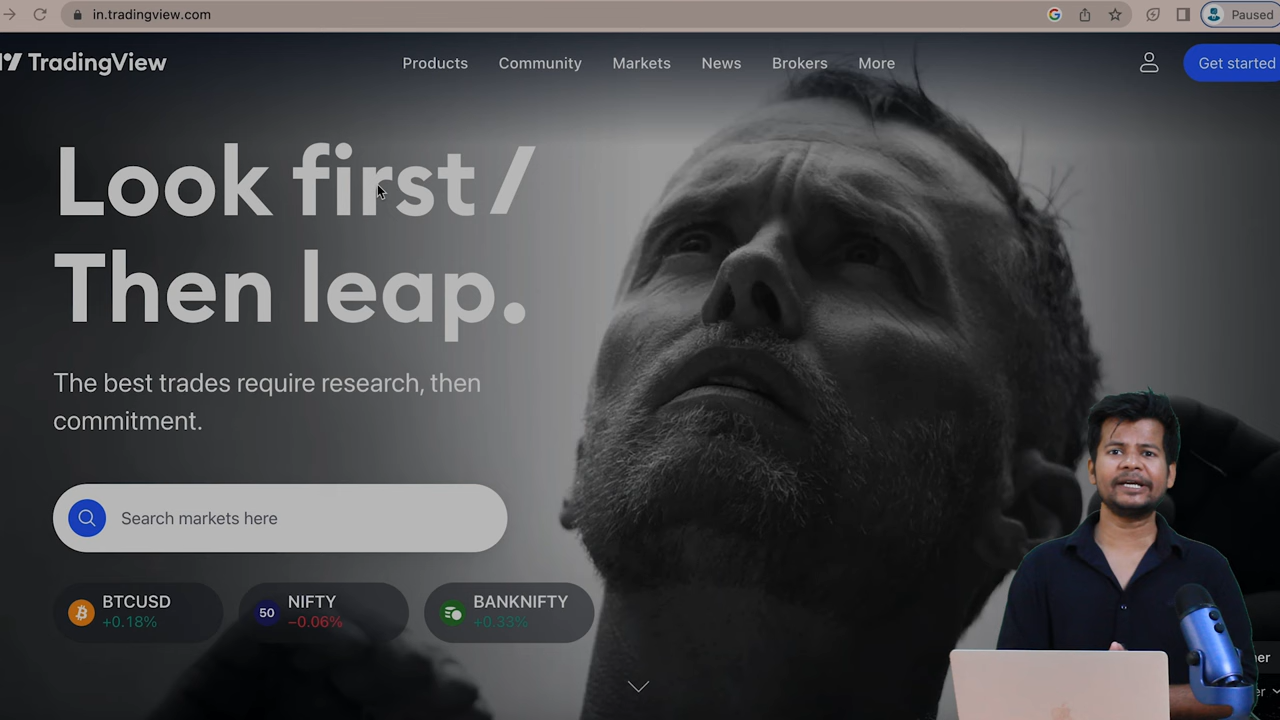 in.tradingview.com
Paused
TradingView
Products
Community
Markets
News
Brokers
More
Get started
Look first /
Then leap.
The best trades require research, then
commitment.
Search markets here
BTCUSD
+0.18%
50
NIFTY
−0.06%
BANKNIFTY
+0.33%